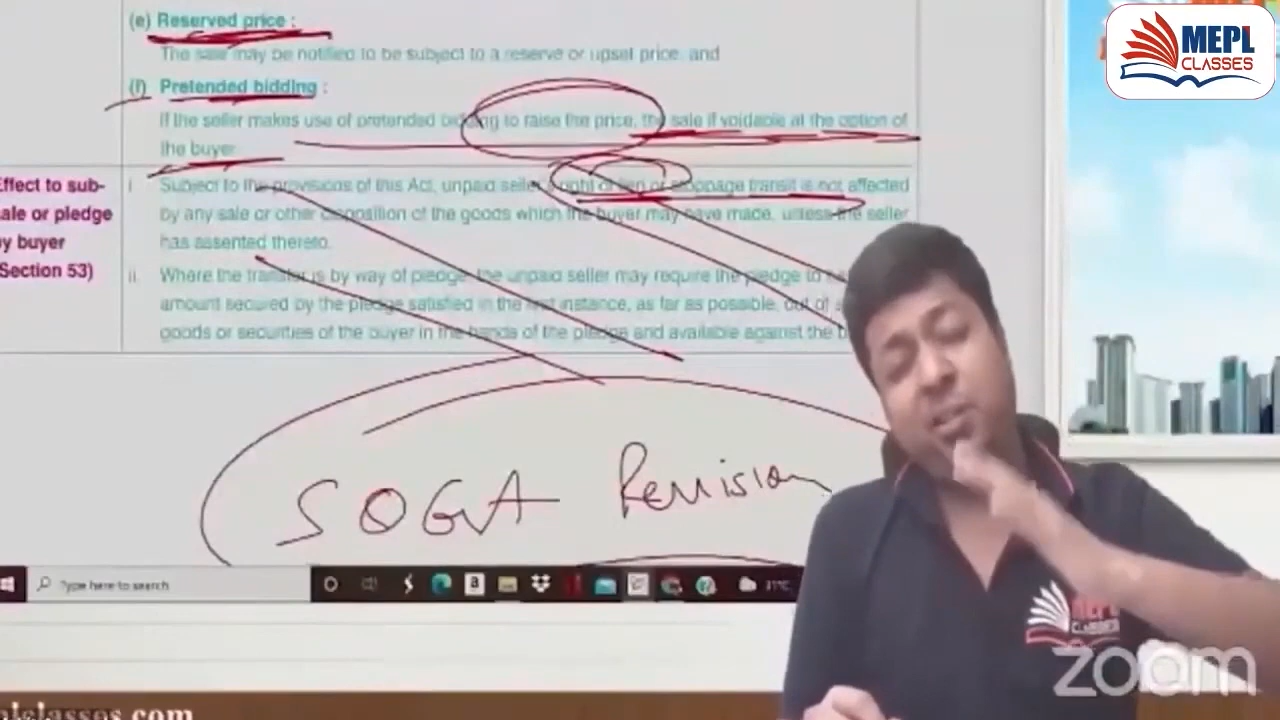 (e) Reserved price :
The sale may be notified to be subject to a reserve or upset price; and
(f) Pretended bidding :
If the seller makes use of pretended bidding to raise the price, the sale if voidable at the option of
the buyer.
Effect to sub-
sale or pledge
by buyer
(Section 53)
i. Subject to the provisions of this Act, unpaid seller's right of lien or stoppage transit is not affected
by any sale or other disposition of the goods which the buyer may have made, unless the seller
has assented thereto.
ii. Where the transfer is by way of pledge, the unpaid seller may require the pledge to
amount secured by the pledge satisfied in the first instance, as far as possible, out of
goods or securities of the buyer in the hands of the pledge and available against the
SOGA Revision
Type here to search
31°C
MEPL
CLASSES
MEPL
CLASSES
zoom
classes.com